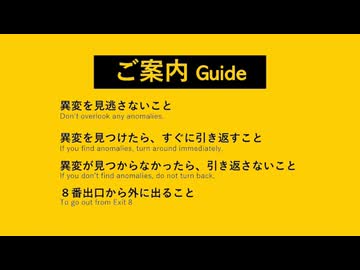 ご案内 Guide
異変を見逃さないこと
Don't overlook any anomalies.
異変を見つけたら、すぐに引き返すこと
If you find anomalies, turn around immediately.
異変が見つからなかったら、引き返さないこと
If you don't find anomalies, do not turn back.
８番出口から外に出ること
To go out from Exit 8